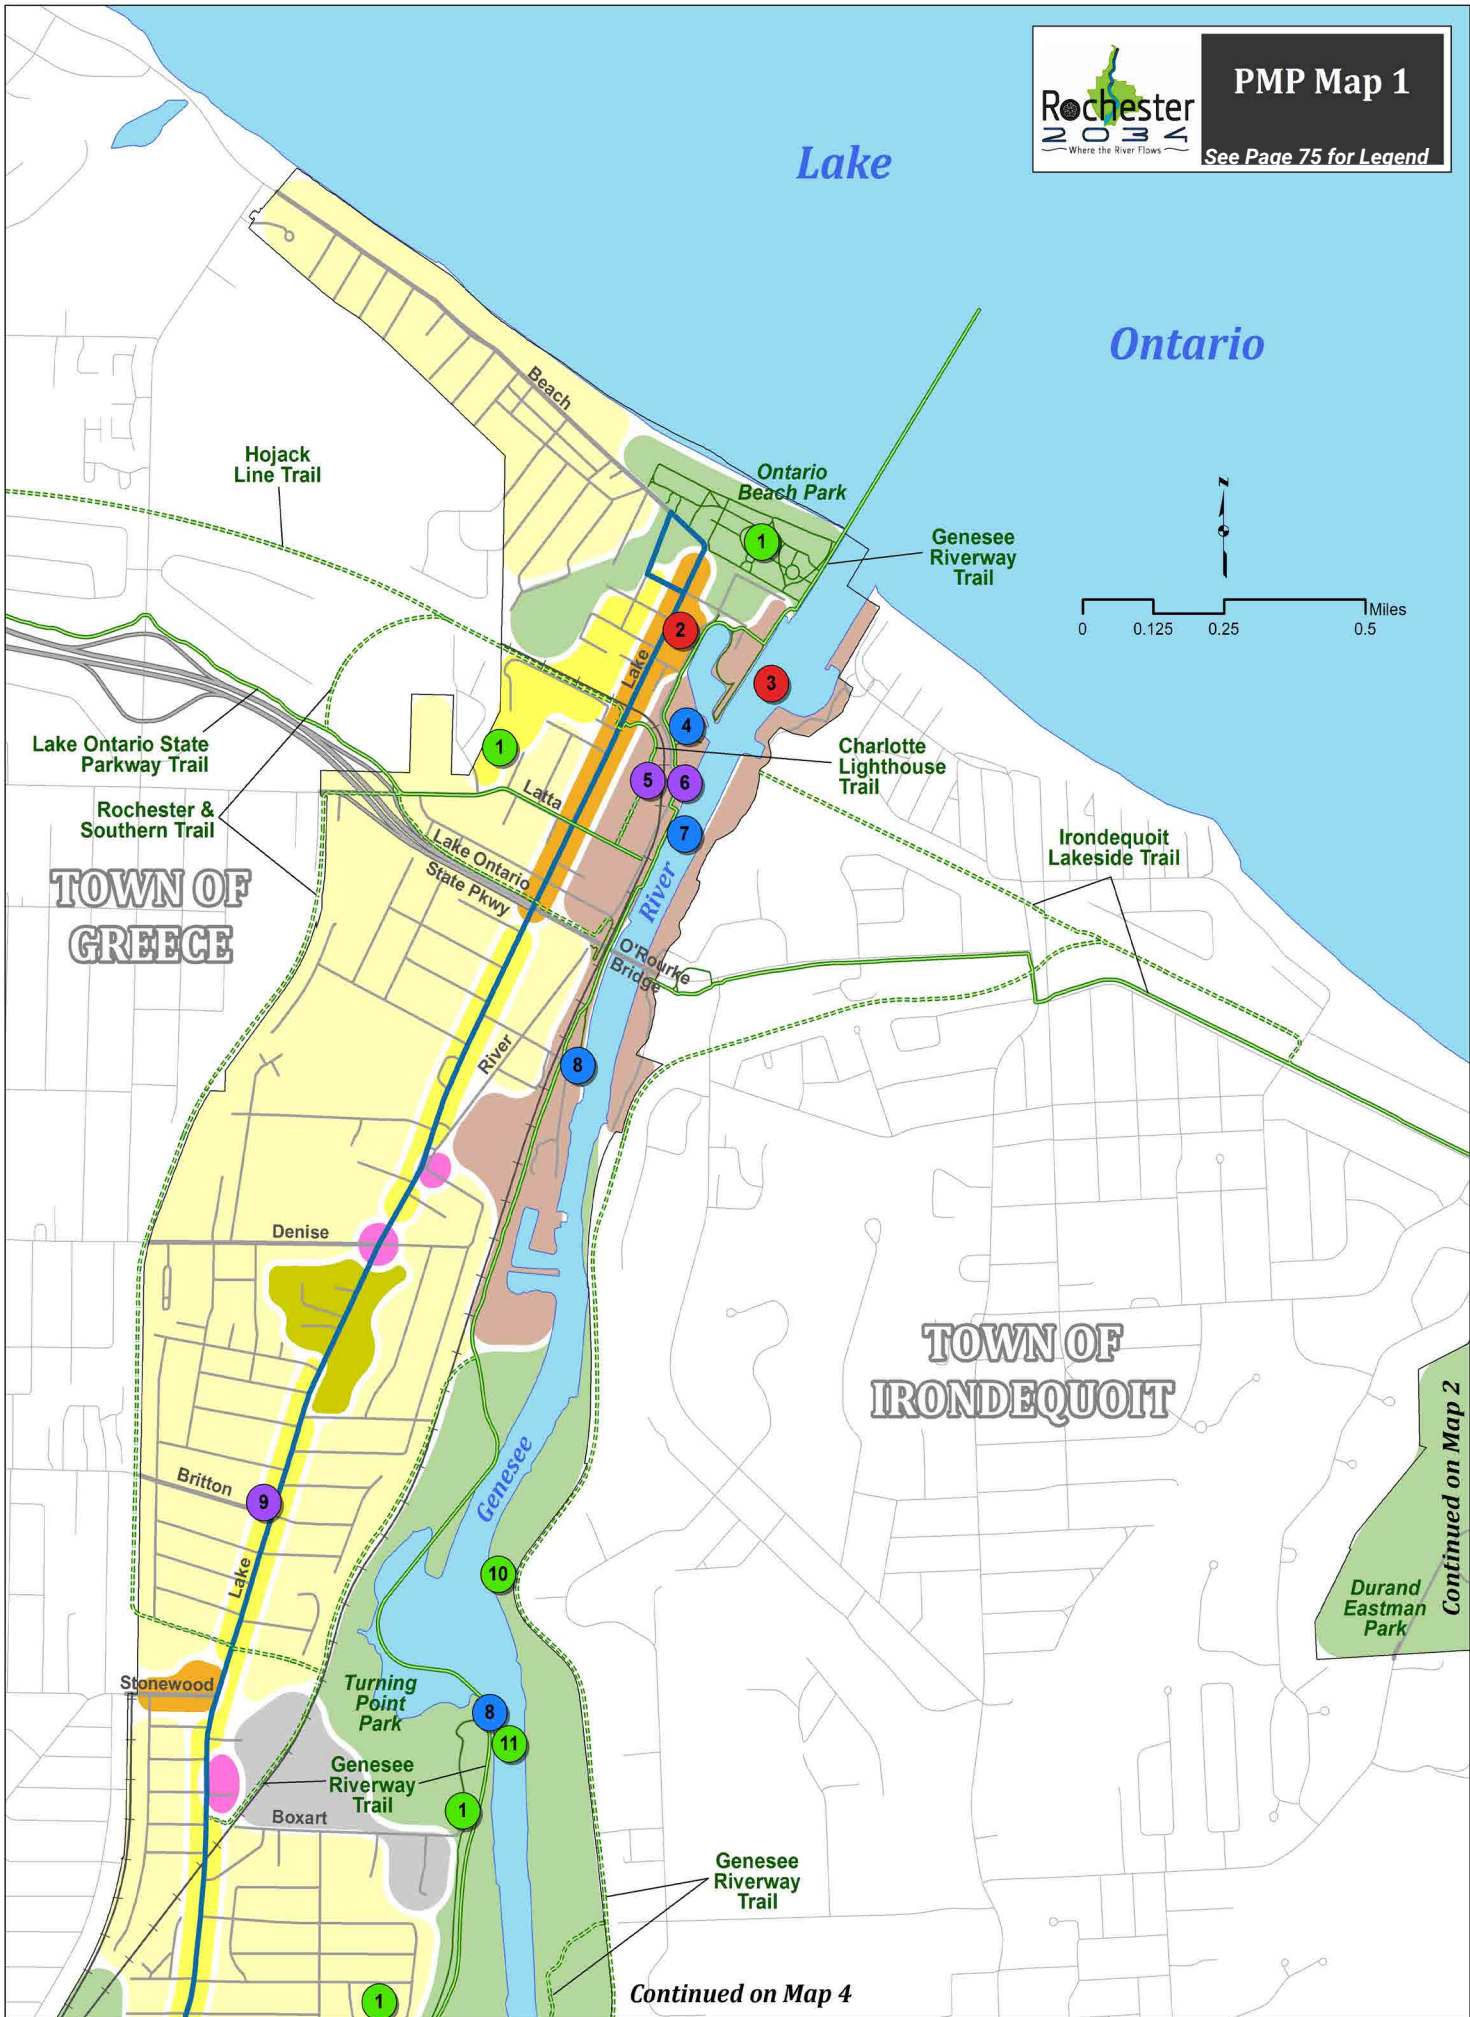 Rochester
2034
Where the River Flows
PMP Map 1
See Page 75 for Legend
Lake
Ontario
Beach
Hojack
Line Trail
Ontario
Beach Park
1
Genesee
Riverway
Trail
N
Miles
0
0.125
0.25
0.5
2
Lake
3
4
Lake Ontario State
Parkway Trail
1
Charlotte
Lighthouse
Trail
5
6
Latta
Rochester &
Southern Trail
7
Lake Ontario
State Pkwy
Irondequoit
Lakeside Trail
TOWN OF
GREECE
River
O'Rourke
Bridge
River
8
Denise
TOWN OF
IRONDEQUOIT
Continued on Map 2
Britton
9
Genesee
Lake
10
Durand
Eastman
Park
Stonewood
Turning
Point
Park
8
11
Genesee
Riverway
Trail
1
Boxart
Genesee
Riverway
Trail
Continued on Map 4
1